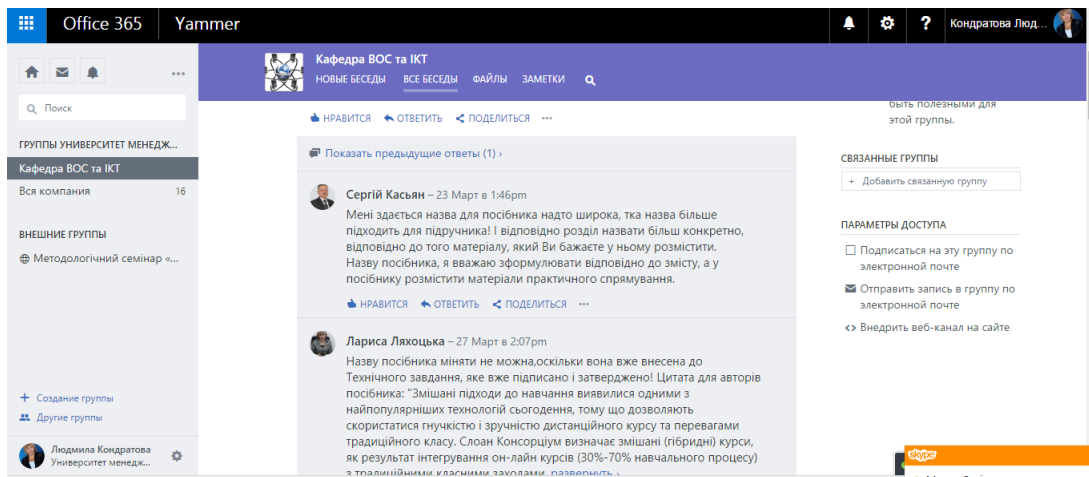 Office 365
Yammer
Кондратова Люд...
Поиск
ГРУППЫ УНИВЕРСИТЕТ МЕНЕДЖ...
Кафедра ВОС та ІКТ
Вся компания 16
ВНЕШНИЕ ГРУППЫ
Методологічний семінар «...
+ Создание группы
Другие группы
Людмила Кондратова
Университет менедж...
Кафедра ВОС та ІКТ
НОВЫЕ БЕСЕДЫ ВСЕ БЕСЕДЫ ФАЙЛЫ ЗАМЕТКИ
НРАВИТСЯ ОТВЕТИТЬ ПОДЕЛИТЬСЯ ...
Показать предыдущие ответы (1) ›
Сергій Касьян – 23 Март в 1:46pm
Мені здається назва для посібника надто широка, тка назва більше
підходить для підручника! І відповідно розділ назвати більш конкретно,
відповідно до того матеріалу, який Ви бажаєте у ньому розмістити.
Назву посібника, я вважаю зформулювати відповідно до змісту, а у
посібнику розмістити матеріали практичного спрямування.
НРАВИТСЯ ОТВЕТИТЬ ПОДЕЛИТЬСЯ ...
Лариса Ляхоцька – 27 Март в 2:07pm
Назву посібника міняти не можна,оскільки вона вже внесена до
Технічного завдання, яке вже підписано і затверджено! Цитата для авторів
посібника: "Змішані підходи до навчання виявилися одними з
найпопулярніших технологій сьогодення, тому що дозволяють
скористатися гнучкістю і зручністю дистанційного курсу та перевагами
традиційного класу. Слоан Консорціум визначає змішані (гібридні) курси,
як результат інтегрування он-лайн курсів (30%-70% навчального процесу)
з традиційними класними заходами. развернуть ›
быть полезными для
этой группы.
СВЯЗАННЫЕ ГРУППЫ
+ Добавить связанную группу
ПАРАМЕТРЫ ДОСТУПА
Подписаться на эту группу по
электронной почте
Отправить запись в группу по
электронной почте
Внедрить веб-канал на сайте
skype